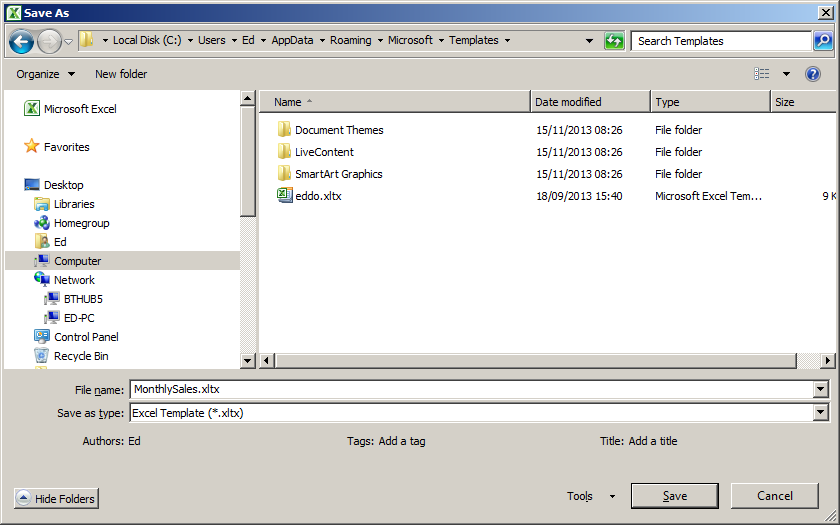 Save As
Local Disk (C:) Users Ed AppData Roaming Microsoft Templates Search Templates
Organize New folder
Microsoft Excel
Favorites
Desktop
Libraries
Homegroup
Ed
Computer
Network
BTHUB5
ED-PC
Control Panel
Recycle Bin
Name Date modified Type Size
Document Themes 15/11/2013 08:26 File folder
LiveContent 15/11/2013 08:26 File folder
SmartArt Graphics 15/11/2013 08:26 File folder
eddo.xltx 18/09/2013 15:40 Microsoft Excel Tem... 9 K
File name: MonthlySales.xltx
Save as type: Excel Template (*.xltx)
Authors: Ed Tags: Add a tag Title: Add a title
Hide Folders Tools Save Cancel